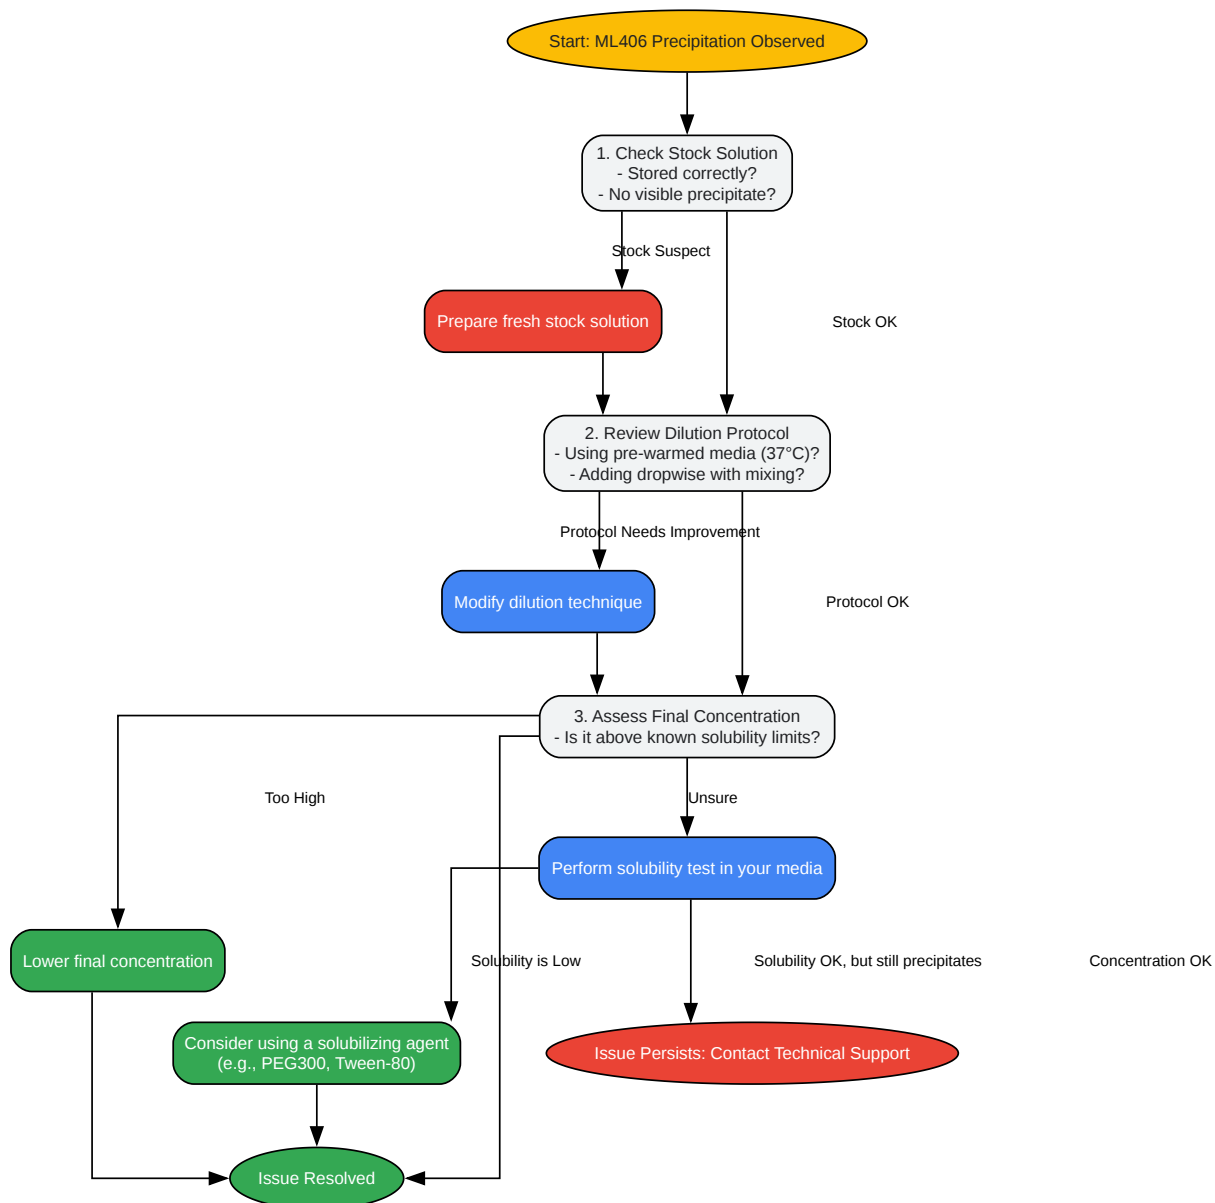 Start: ML406 Precipitation Observed
1. Check Stock Solution
- Stored correctly?
- No visible precipitate?
Stock Suspect
Prepare fresh stock solution
Stock OK
2. Review Dilution Protocol
- Using pre-warmed media (37°C)?
- Adding dropwise with mixing?
Protocol Needs Improvement
Modify dilution technique
Protocol OK
3. Assess Final Concentration
- Is it above known solubility limits?
Too High
Unsure
Perform solubility test in your media
Lower final concentration
Solubility is Low
Solubility OK, but still precipitates
Concentration OK
Consider using a solubilizing agent
(e.g., PEG300, Tween-80)
Issue Persists: Contact Technical Support
Issue Resolved